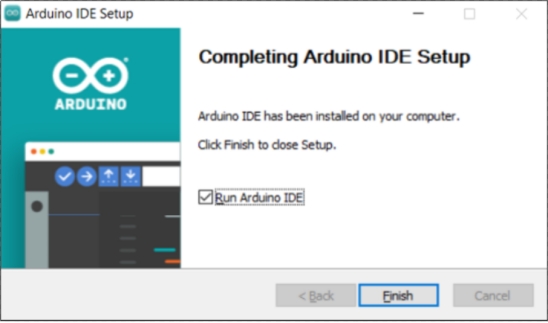 Arduino IDE Setup
Completing Arduino IDE Setup
ARDUINO
Arduino IDE has been installed on your computer.
Click Finish to close Setup.
Run Arduino IDE
< Back
Finish
Cancel